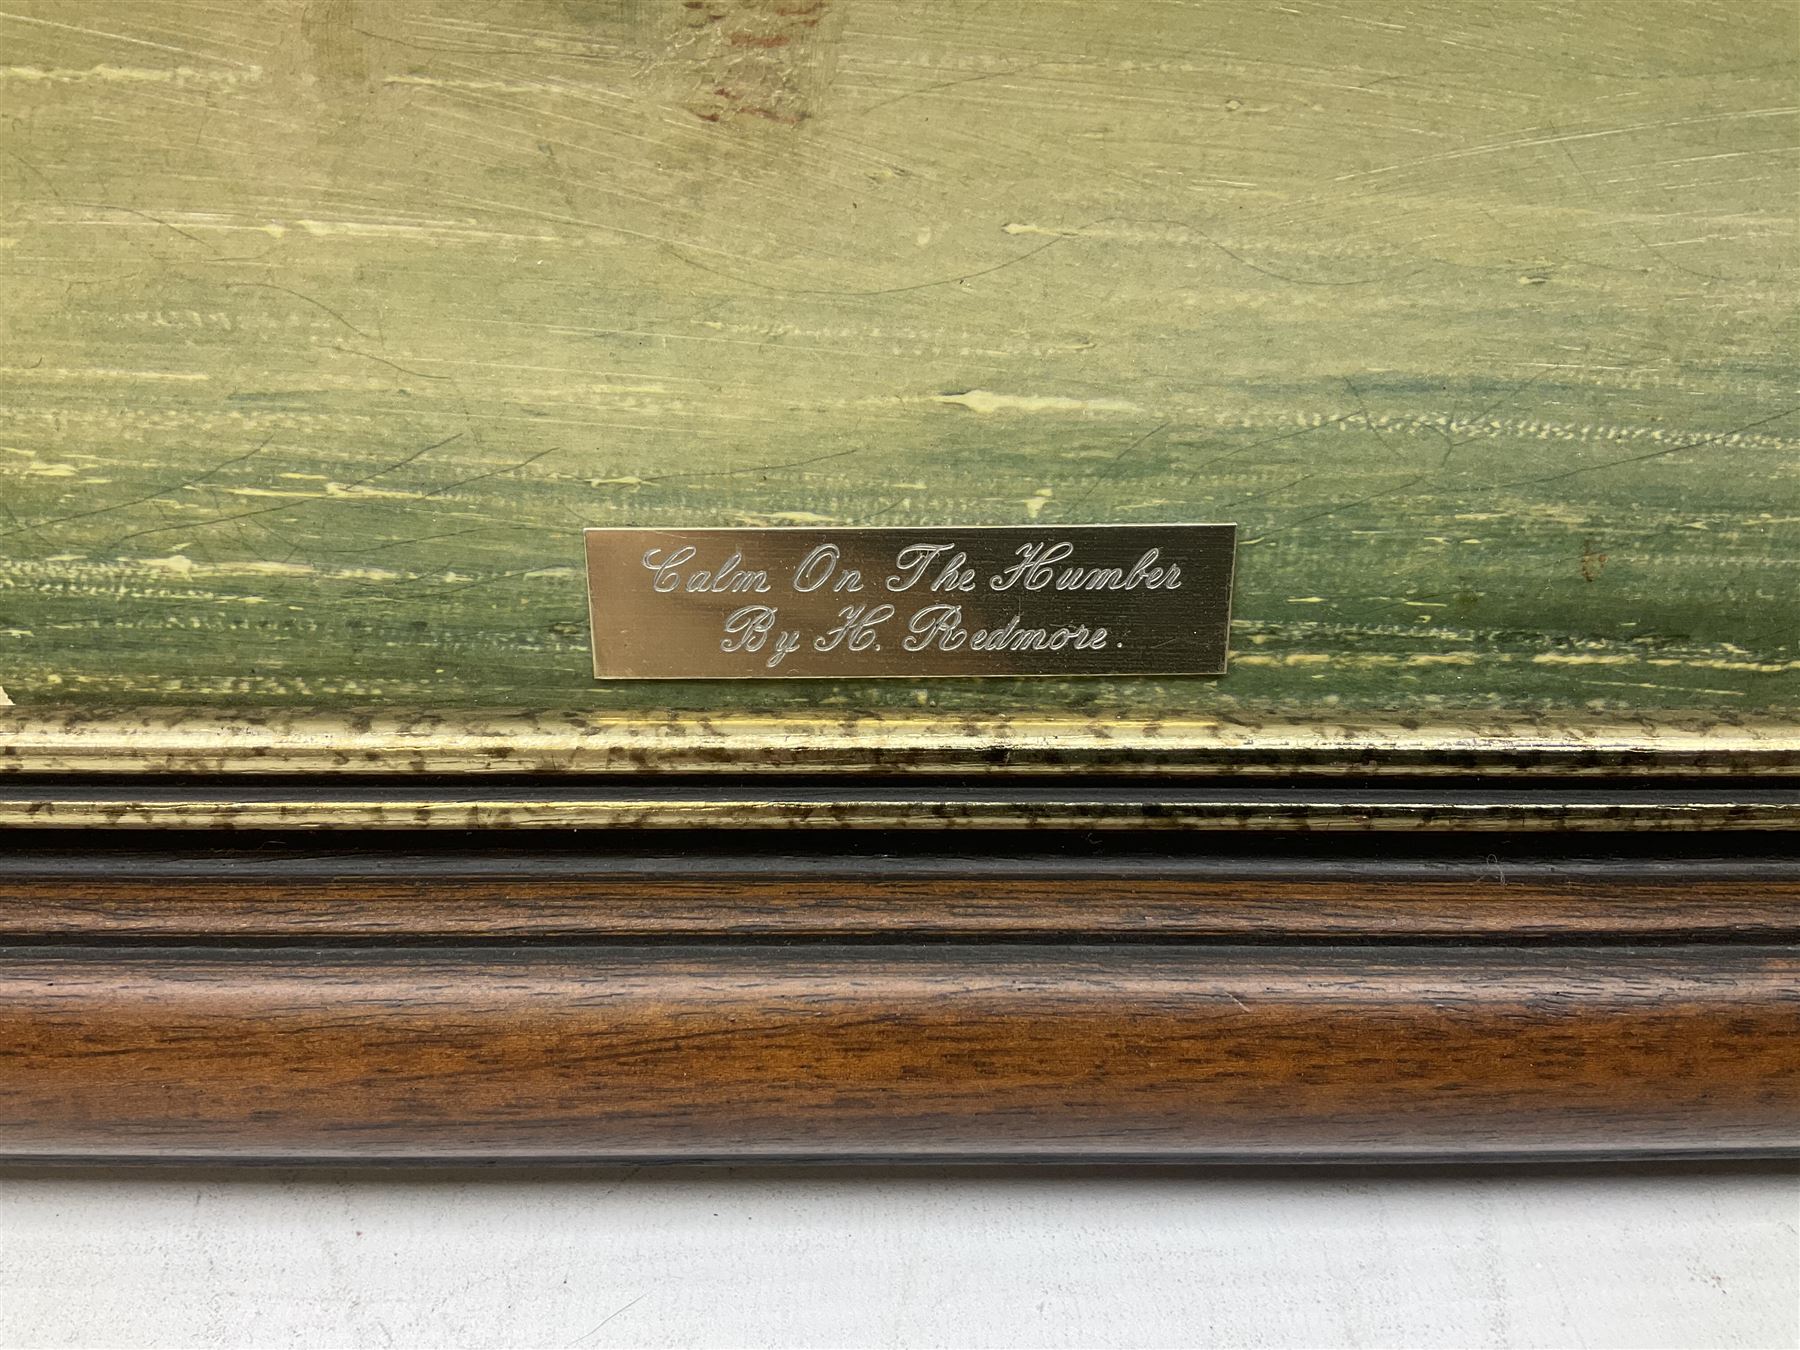 Calm On The Humber
By H. Redmore.